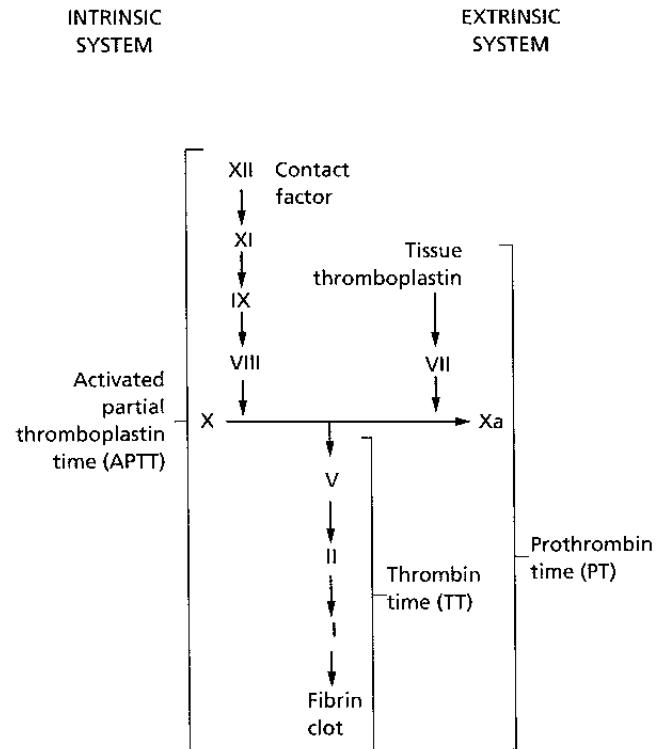 INTRINSIC
SYSTEM
EXTRINSIC
SYSTEM
XII Contact
factor
XI
Tissue
thromboplastin
IX
VIII
VII
Activated
partial
thromboplastin
time (APTT)
X
Xa
V
II
Prothrombin
time (PT)
Thrombin
time (TT)
I
Fibrin
clot